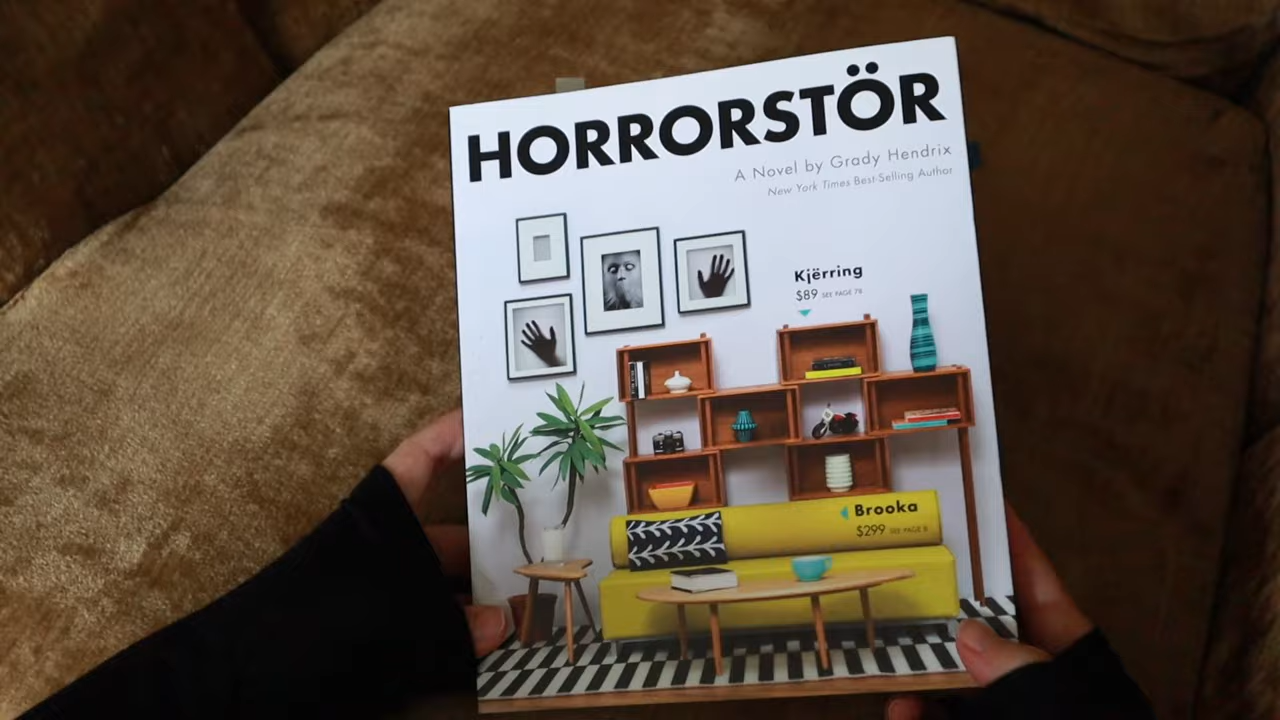 HORRORSTÖR
A Novel by Grady Hendrix
New York Times Best-Selling Author
Kjërring
$89 SEE PAGE 78
Brooka
$299 SEE PAGE 8